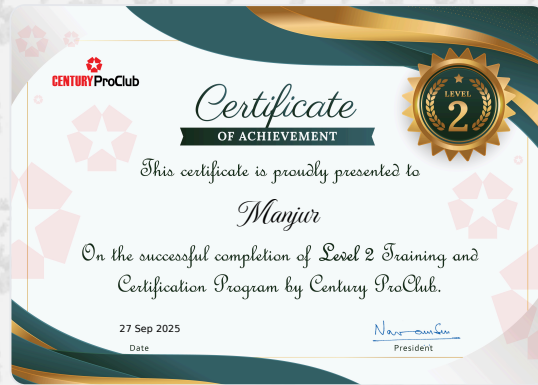 CENTURY ProClub
LEVEL
2
Certificate
OF ACHIEVEMENT
This certificate is proudly presented to
Manjur
On the successful completion of Level 2 Training and
Certification Program by Century ProClub.
27 Sep 2025
Date
President